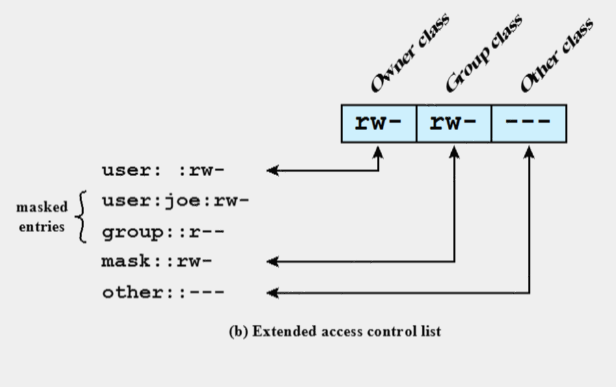 Owner class
Group class
Other class
rw- rw- ---
user: :rw-
masked entries
user:joe:rw-
group::r--
mask::rw-
other::---
(b) Extended access control list